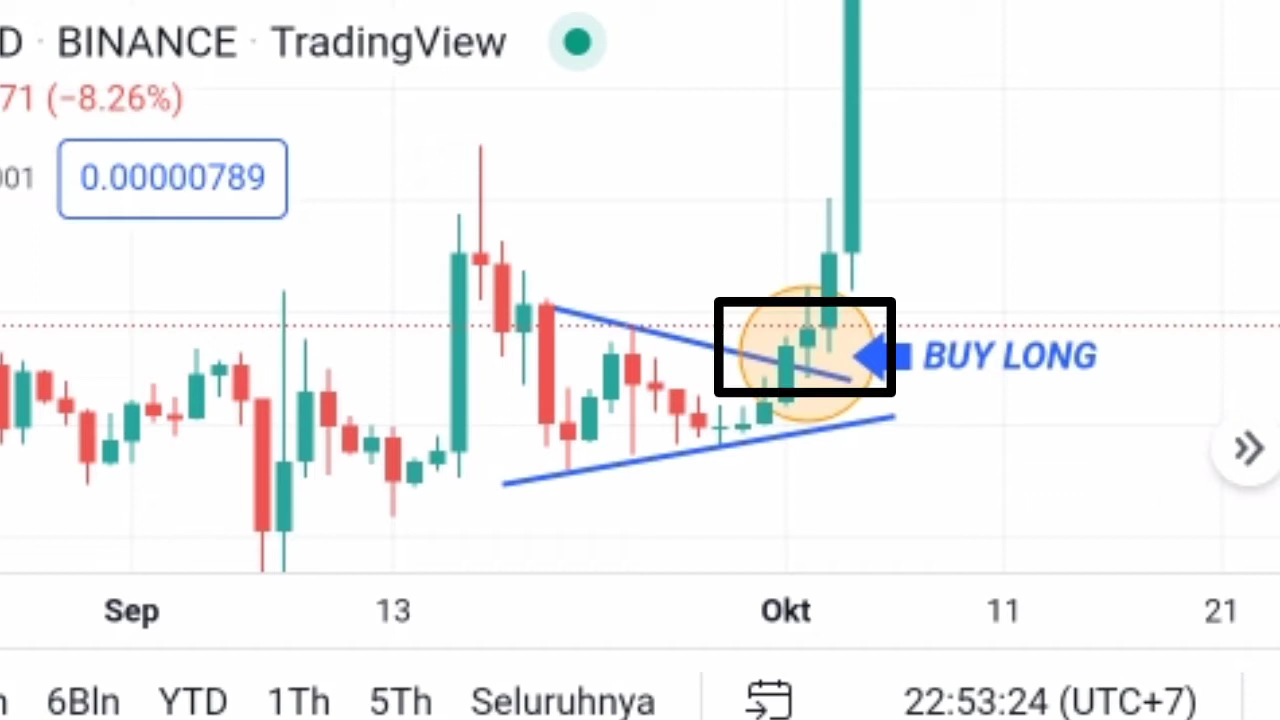 D · BINANCE · TradingView
71 (−8.26%)
001 0.00000789
BUY LONG
Sep 13 Okt 11 21
6Bln YTD 1Th 5Th Seluruhnya 22:53:24 (UTC+7)